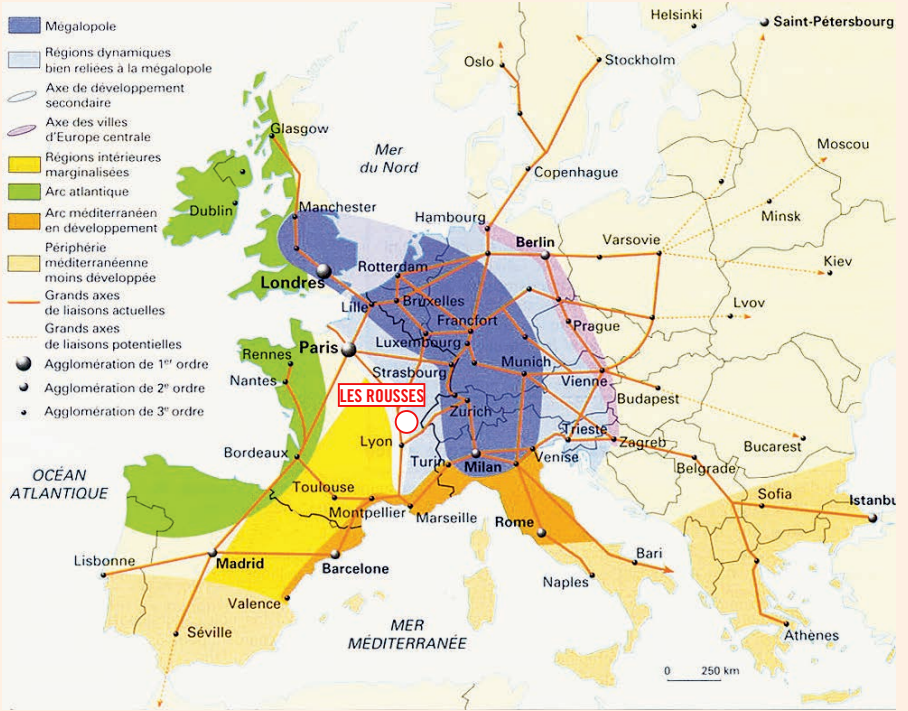 Mégalopole
Régions dynamiques
bien reliées à la mégalopole
Axe de développement
secondaire
Axe des villes
d'Europe centrale
Régions intérieures
marginalisées
Arc atlantique
Arc méditerranéen
en développement
Périphérie
méditerranéenne
moins développée
Grands axes
de liaisons actuelles
Grands axes
de liaisons potentielles
Agglomération de 1er ordre
Agglomération de 2e ordre
Agglomération de 3e ordre
Helsinki
Saint-Pétersbourg
Oslo
Stockholm
Glasgow
Mer
du Nord
Moscou
Copenhague
Dublin
Manchester
Hambourg
Minsk
Berlin
Varsovie
Rotterdam
Kiev
Londres
Lille
Bruxelles
Lvov
Francfort
Prague
Paris
Luxembourg
Rennes
Munich
Nantes
Strasbourg
Vienne
LES ROUSSES
Budapest
Zurich
Trieste
Lyon
Zagreb
Bucarest
Bordeaux
Turin
Milan
Venise
Belgrade
OCÉAN
ATLANTIQUE
Toulouse
Sofia
Istanbu
Montpellier
Marseille
Rome
Lisbonne
Madrid
Barcelone
Bari
Naples
Valence
Séville
MER
MÉDITERRANÉE
Athènes
0 250 km